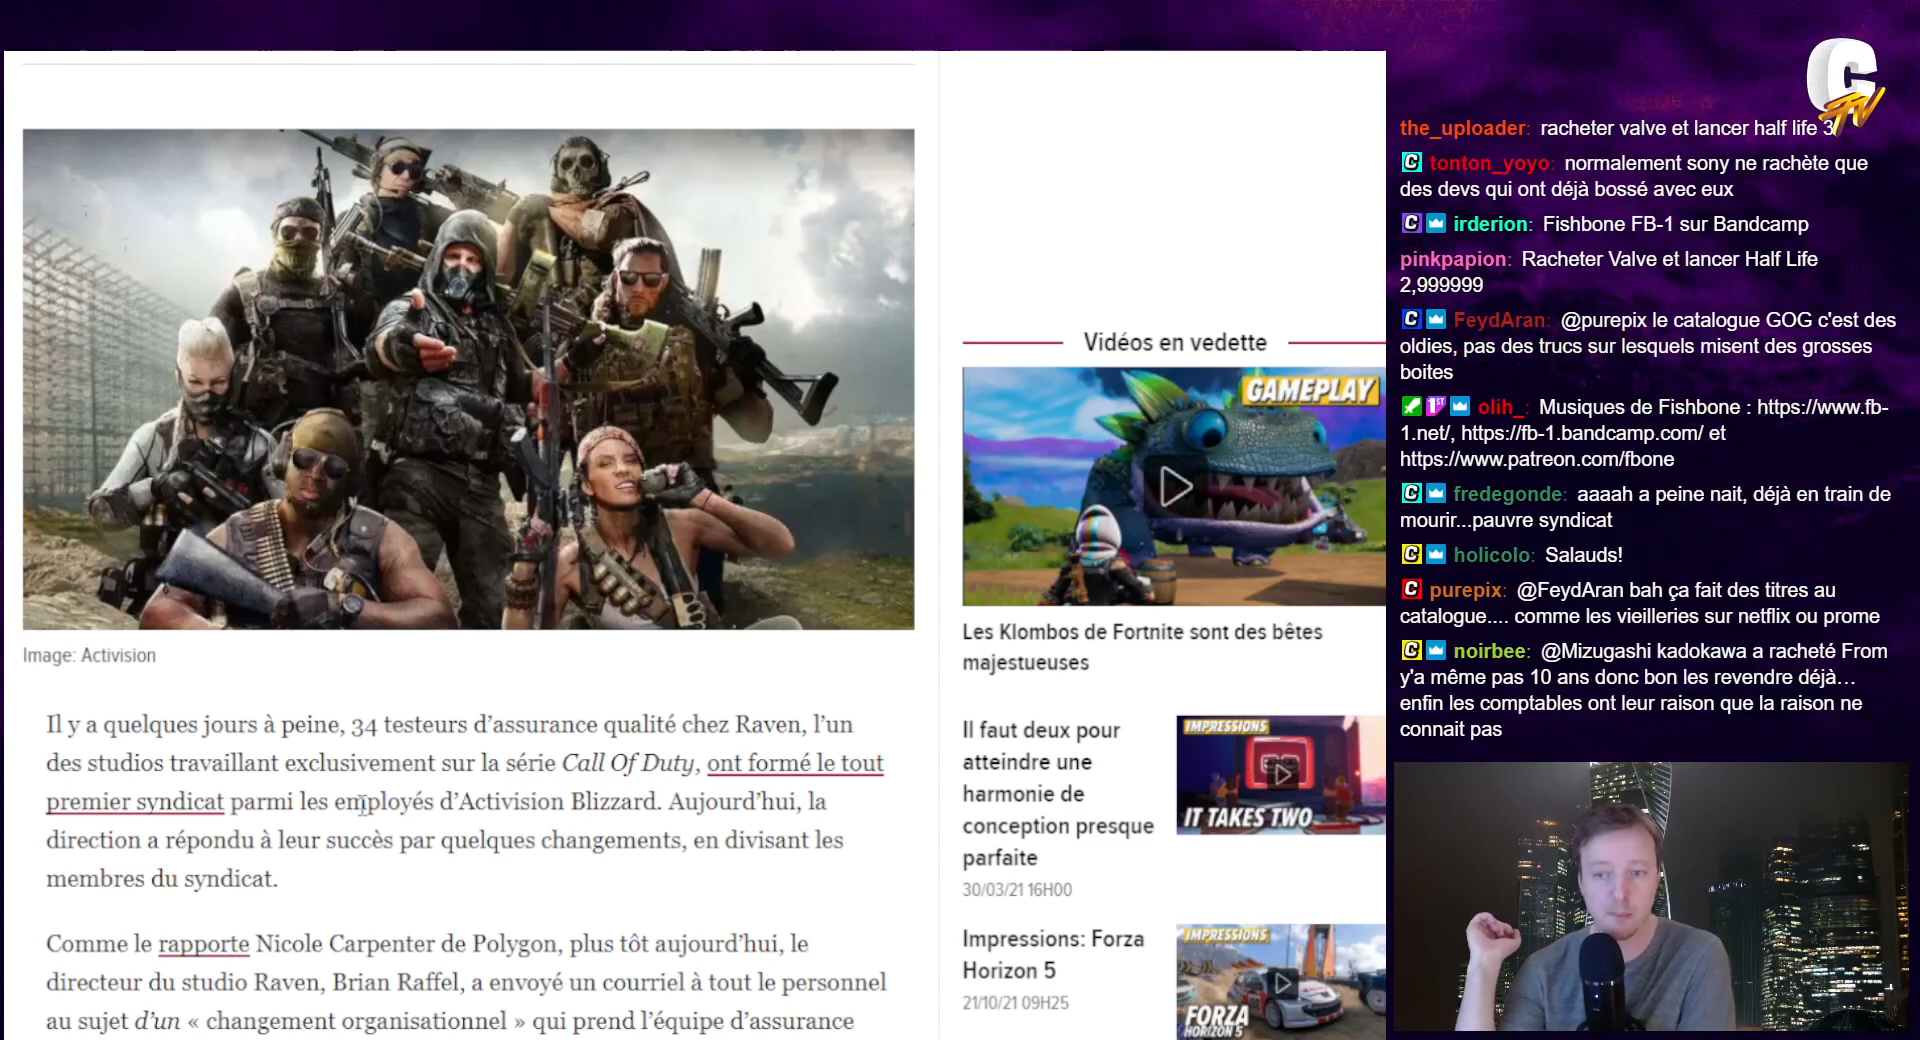 Image: Activision
Il y a quelques jours à peine, 34 testeurs d’assurance qualité chez Raven, l’un
des studios travaillant exclusivement sur la série Call Of Duty, ont formé le tout
premier syndicat parmi les employés d’Activision Blizzard. Aujourd’hui, la
direction a répondu à leur succès par quelques changements, en divisant les
membres du syndicat.
Comme le rapporte Nicole Carpenter de Polygon, plus tôt aujourd’hui, le
directeur du studio Raven, Brian Raffel, a envoyé un courriel à tout le personnel
au sujet d’un « changement organisationnel » qui prend l’équipe d’assurance
Vidéos en vedette
GAMEPLAY
Les Klombos de Fortnite sont des bêtes
majestueuses
Il faut deux pour
atteindre une
harmonie de
conception presque
parfaite
30/03/21 16H00
IMPRESSIONS
IT TAKES TWO
Impressions: Forza
Horizon 5
21/10/21 09H25
IMPRESSIONS
FORZA
HORIZON 5
C
TV
the_uploader: racheter valve et lancer half life 3
C tonton_yoyo: normalement sony ne rachète que
des devs qui ont déjà bossé avec eux
C irderion: Fishbone FB-1 sur Bandcamp
pinkpapion: Racheter Valve et lancer Half Life
2,999999
C FeydAran: @purepix le catalogue GOG c'est des
oldies, pas des trucs sur lesquels misent des grosses
boites
1ST olih_: Musiques de Fishbone : https://www.fb-
1.net/, https://fb-1.bandcamp.com/ et
https://www.patreon.com/fbone
C fredegonde: aaaah a peine nait, déjà en train de
mourir...pauvre syndicat
C holicolo: Salauds!
C purepix: @FeydAran bah ça fait des titres au
catalogue.... comme les vieilleries sur netflix ou prome
C noirbee: @Mizugashi kadokawa a racheté From
y'a même pas 10 ans donc bon les revendre déjà…
enfin les comptables ont leur raison que la raison ne
connait pas